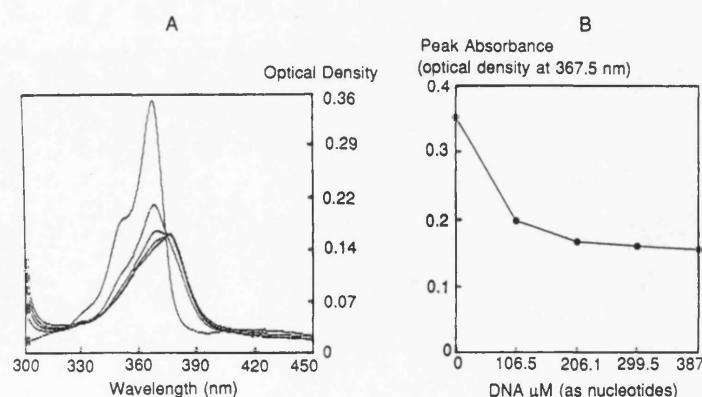 A
Optical Density
0.36
0.29
0.22
0.14
0.07
0
300 330 360 390 420 450
Wavelength (nm)
B
Peak Absorbance
(optical density at 367.5 nm)
0.4
0.3
0.2
0.1
0
0 106.5 206.1 299.5 387
DNA µM (as nucleotides)